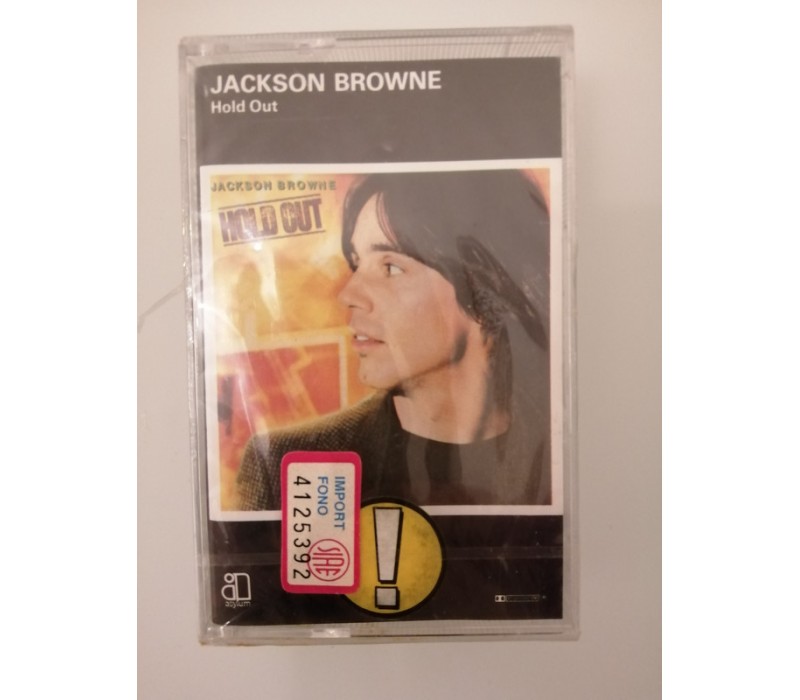 JACKSON BROWNE
Hold Out
JACKSON BROWNE
HOLD OUT
IMPORT
FONO
4125392
SIAE
!
asylum